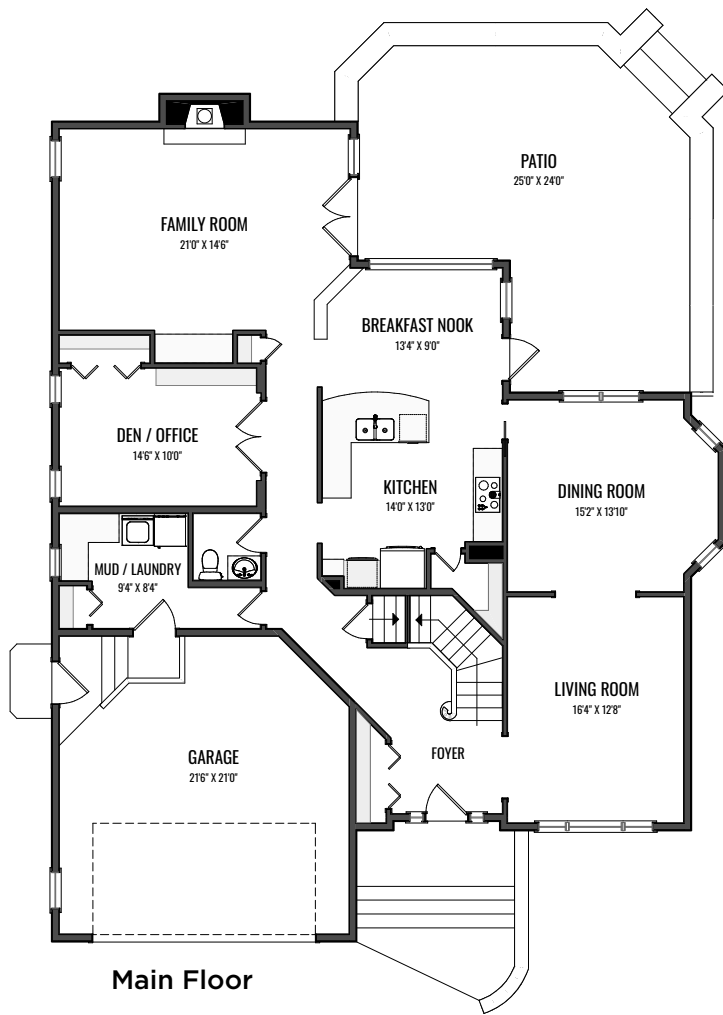 PATIO
25'0" X 24'0"
FAMILY ROOM
21'0" X 14'6"
BREAKFAST NOOK
13'4" X 9'0"
DEN / OFFICE
14'6" X 10'0"
KITCHEN
14'0" X 13'0"
DINING ROOM
15'2" X 13'10"
MUD / LAUNDRY
9'4" X 8'4"
LIVING ROOM
16'4" X 12'8"
GARAGE
21'6" X 21'0"
FOYER
Main Floor